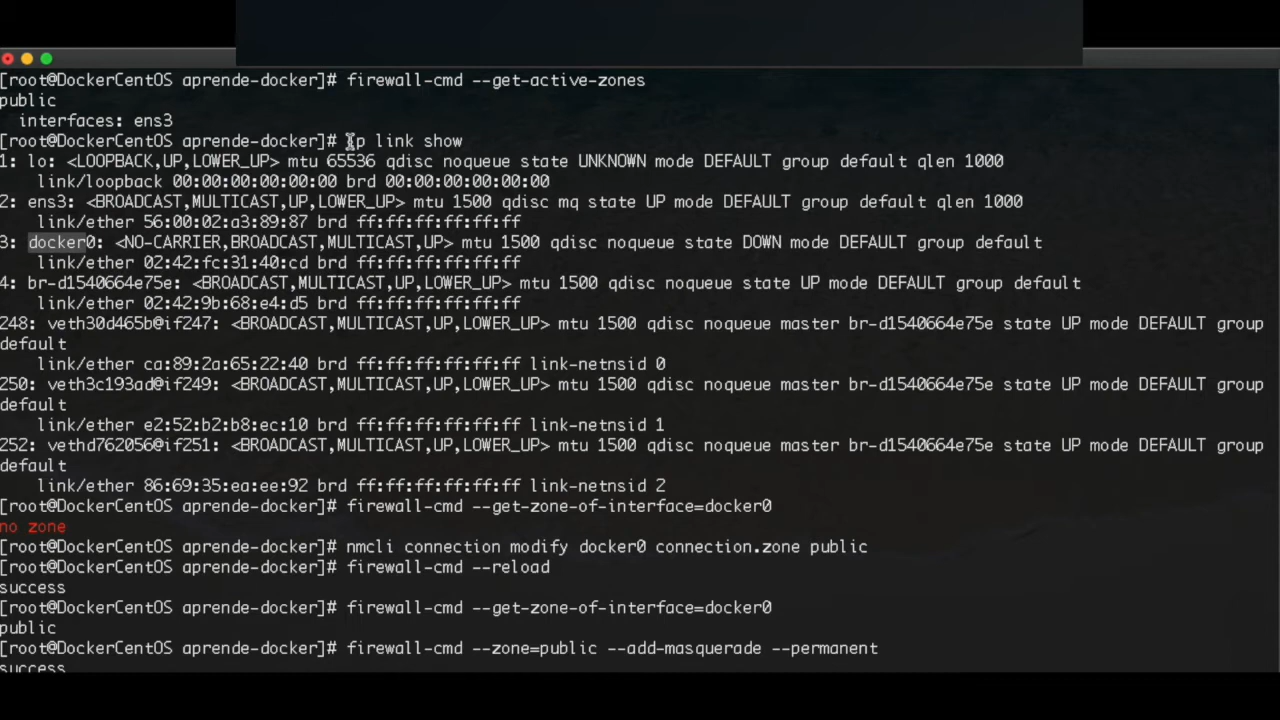 [root@DockerCentOS aprende-docker]# firewall-cmd --get-active-zones
public
  interfaces: ens3
[root@DockerCentOS aprende-docker]# ip link show
1: lo: <LOOPBACK,UP,LOWER_UP> mtu 65536 qdisc noqueue state UNKNOWN mode DEFAULT group default qlen 1000
    link/loopback 00:00:00:00:00:00 brd 00:00:00:00:00:00
2: ens3: <BROADCAST,MULTICAST,UP,LOWER_UP> mtu 1500 qdisc mq state UP mode DEFAULT group default qlen 1000
    link/ether 56:00:02:a3:89:87 brd ff:ff:ff:ff:ff:ff
3: docker0: <NO-CARRIER,BROADCAST,MULTICAST,UP> mtu 1500 qdisc noqueue state DOWN mode DEFAULT group default
    link/ether 02:42:fc:31:40:cd brd ff:ff:ff:ff:ff:ff
4: br-d1540664e75e: <BROADCAST,MULTICAST,UP,LOWER_UP> mtu 1500 qdisc noqueue state UP mode DEFAULT group default
    link/ether 02:42:9b:68:e4:d5 brd ff:ff:ff:ff:ff:ff
248: veth30d465b@if247: <BROADCAST,MULTICAST,UP,LOWER_UP> mtu 1500 qdisc noqueue master br-d1540664e75e state UP mode DEFAULT group
default
    link/ether ca:89:2a:65:22:40 brd ff:ff:ff:ff:ff:ff link-netnsid 0
250: veth3c193ad@if249: <BROADCAST,MULTICAST,UP,LOWER_UP> mtu 1500 qdisc noqueue master br-d1540664e75e state UP mode DEFAULT group
default
    link/ether e2:52:b2:b8:ec:10 brd ff:ff:ff:ff:ff:ff link-netnsid 1
252: vethd762056@if251: <BROADCAST,MULTICAST,UP,LOWER_UP> mtu 1500 qdisc noqueue master br-d1540664e75e state UP mode DEFAULT group
default
    link/ether 86:69:35:ea:ee:92 brd ff:ff:ff:ff:ff:ff link-netnsid 2
[root@DockerCentOS aprende-docker]# firewall-cmd --get-zone-of-interface=docker0
no zone
[root@DockerCentOS aprende-docker]# nmcli connection modify docker0 connection.zone public
[root@DockerCentOS aprende-docker]# firewall-cmd --reload
success
[root@DockerCentOS aprende-docker]# firewall-cmd --get-zone-of-interface=docker0
public
[root@DockerCentOS aprende-docker]# firewall-cmd --zone=public --add-masquerade --permanent
success